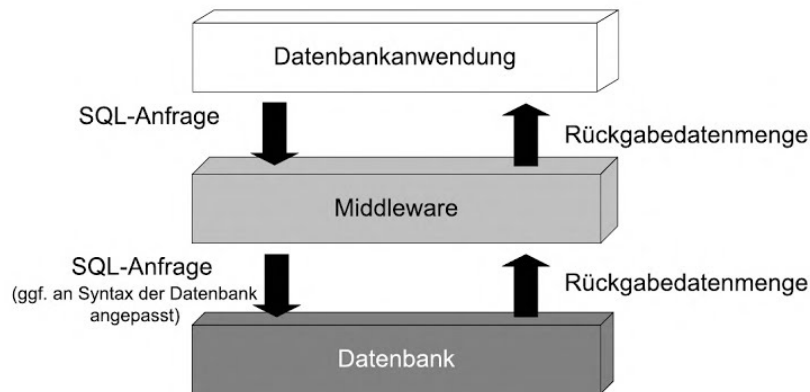 Datenbankanwendung
SQL-Anfrage
Rückgabedatenmenge
Middleware
SQL-Anfrage
(ggf. an Syntax der Datenbank
angepasst)
Rückgabedatenmenge
Datenbank